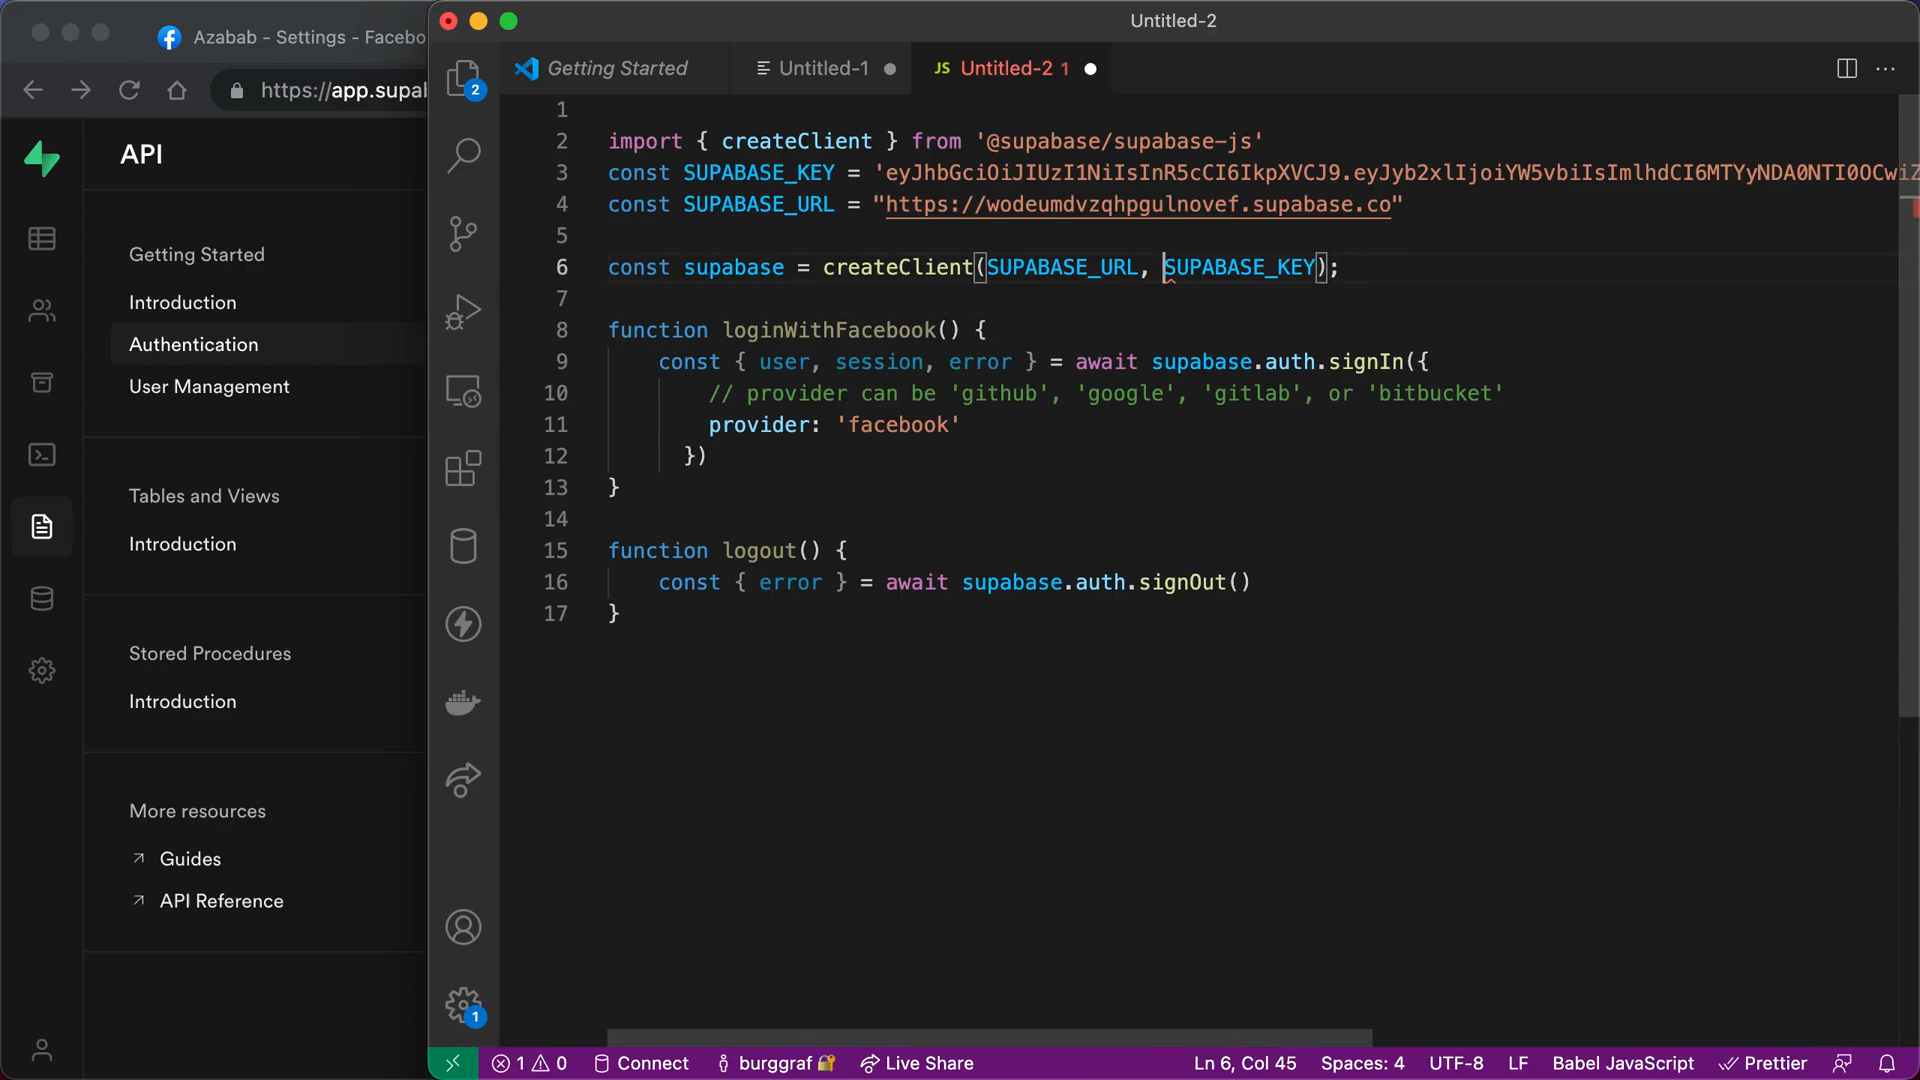 Azabab - Settings - Facebo
https://app.supal
API
Getting Started
Introduction
Authentication
User Management
Tables and Views
Introduction
Stored Procedures
Introduction
More resources
Guides
API Reference
Untitled-2
Getting Started
Untitled-1
JS Untitled-2 1
2
1
1
2 import { createClient } from '@supabase/supabase-js'
3 const SUPABASE_KEY = 'eyJhbGciOiJIUzI1NiIsInR5cCI6IkpXVCJ9.eyJyb2xlIjoiYW5vbiIsImlhdCI6MTYyNDA0NTI0OCwiZ
4 const SUPABASE_URL = "https://wodeumdvzqhpgulnovef.supabase.co"
5
6 const supabase = createClient(SUPABASE_URL, SUPABASE_KEY);
7
8 function loginWithFacebook() {
9 const { user, session, error } = await supabase.auth.signIn({
10 // provider can be 'github', 'google', 'gitlab', or 'bitbucket'
11 provider: 'facebook'
12 })
13 }
14
15 function logout() {
16 const { error } = await supabase.auth.signOut()
17 }
1 0 Connect burggraf Live Share Ln 6, Col 45 Spaces: 4 UTF-8 LF Babel JavaScript Prettier